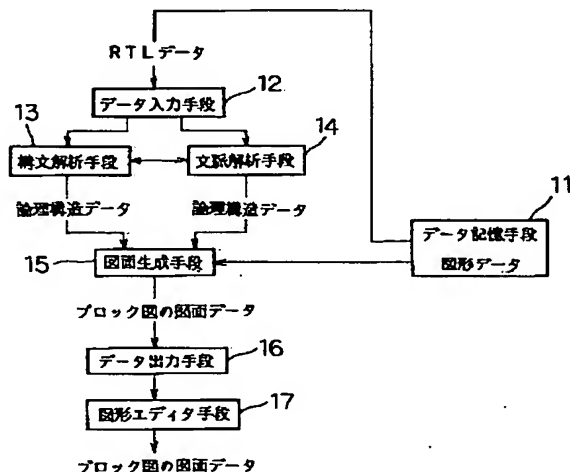 RTLデータ
12
データ入力手段
13
14
構文解析手段
文脈解析手段
論理構造データ
論理構造データ
11
データ記憶手段
図形データ
15
図面生成手段
ブロック図の図面データ
16
データ出力手段
17
図形エディタ手段
ブロック図の図面データ